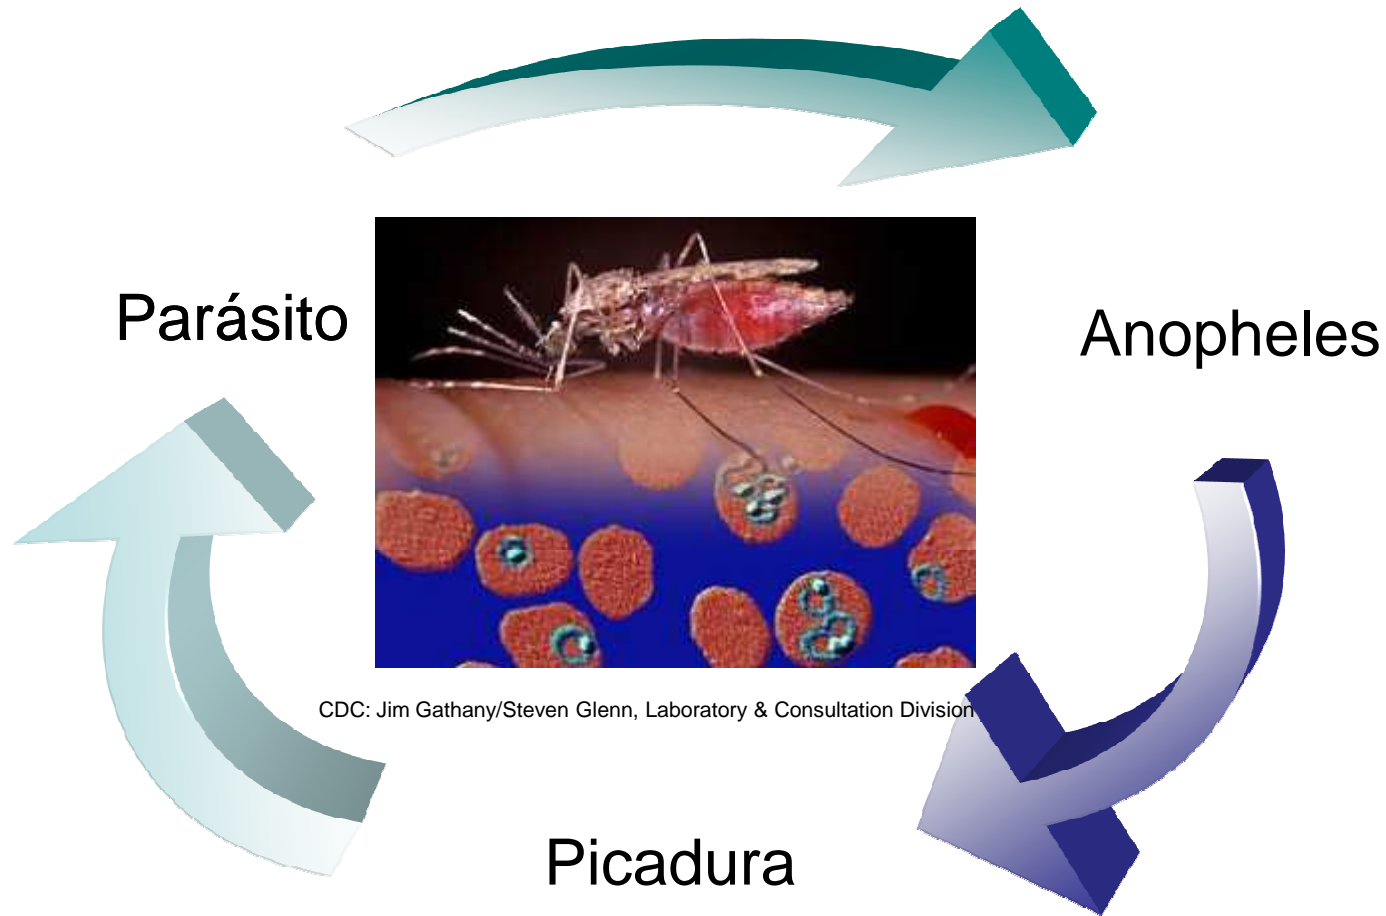 Parásito
Anopheles
CDC: Jim Gathany/Steven Glenn, Laboratory & Consultation Division
Picadura